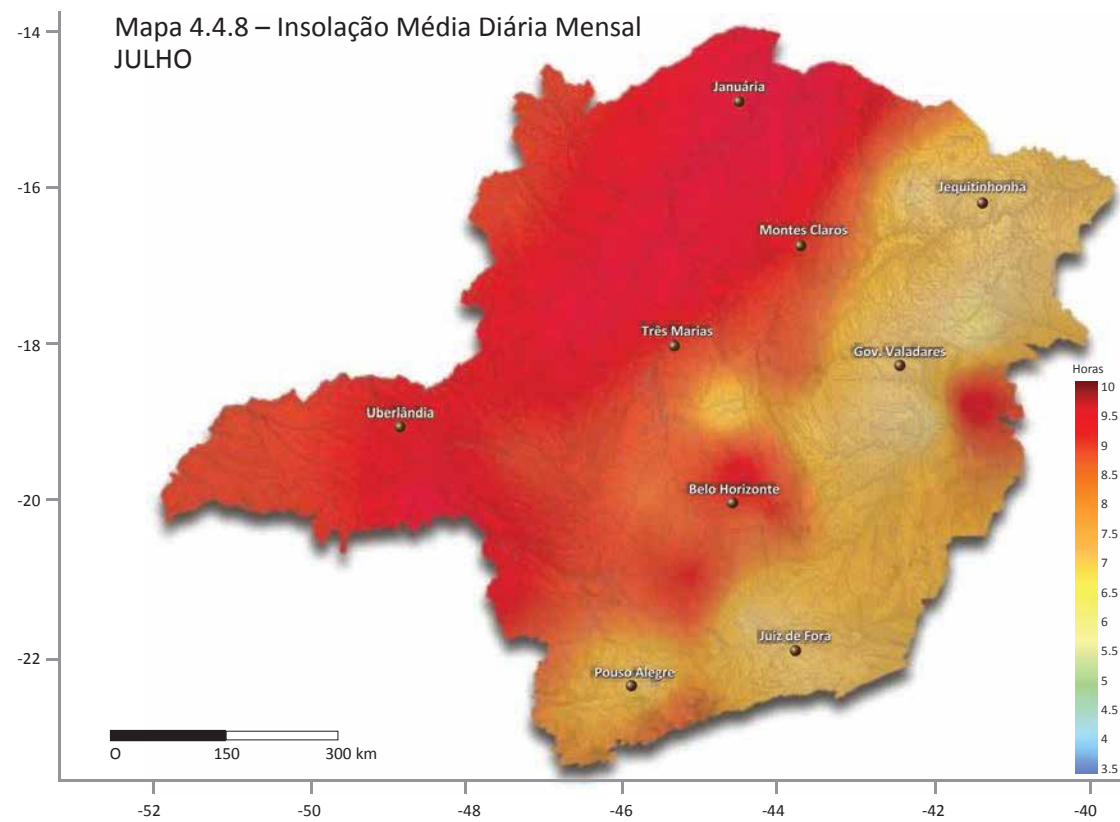 Mapa 4.4.8 – Insolação Média Diária Mensal
JULHO
-14
-16
-18
-20
-22
Januária
Jequitinhonha
Montes Claros
Três Marias
Gov. Valadares
Uberlândia
Belo Horizonte
Juiz de Fora
Pouso Alegre
Horas
10
9.5
9
8.5
8
7.5
7
6.5
6
5.5
5
4.5
4
3.5
O 150 300 km
-52 -50 -48 -46 -44 -42 -40